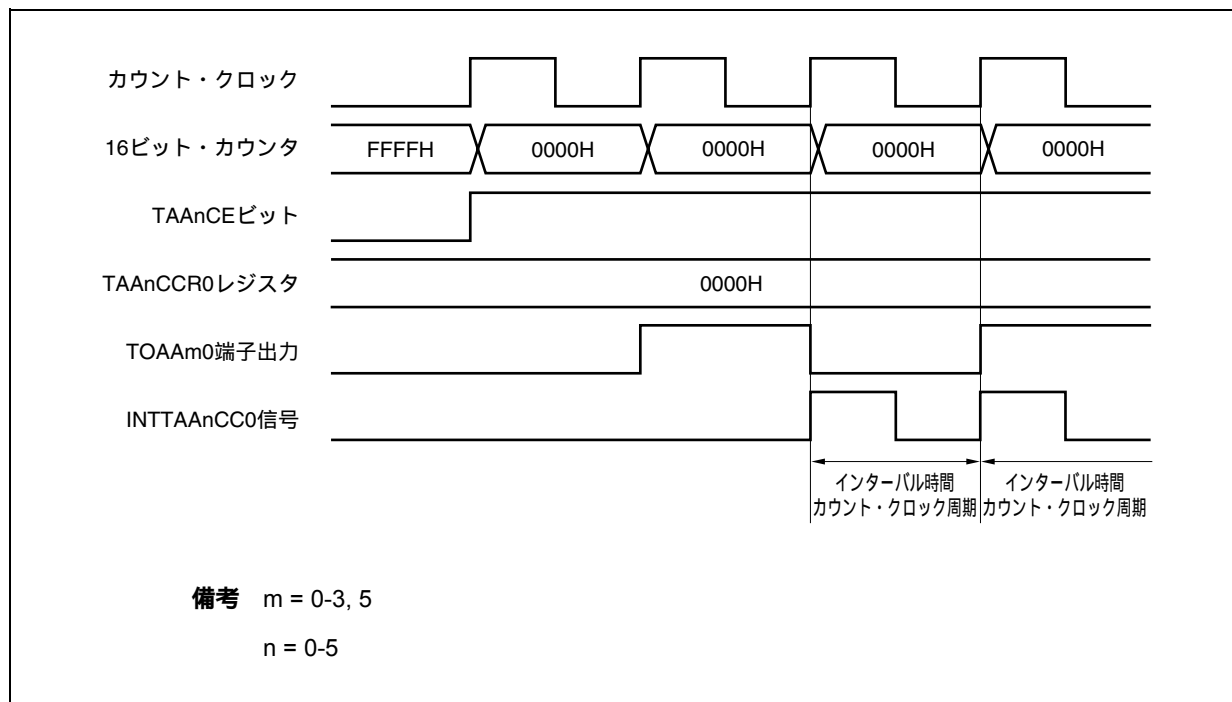 カウント・クロック
16ビット・カウンタ FFFFH 0000H 0000H 0000H 0000H
TAAnCEビット
TAAnCCR0レジスタ 0000H
TOAAm0端子出力
INTTAAnCC0信号
インターバル時間 インターバル時間
カウント・クロック周期 カウント・クロック周期
備考 m = 0-3, 5
n = 0-5